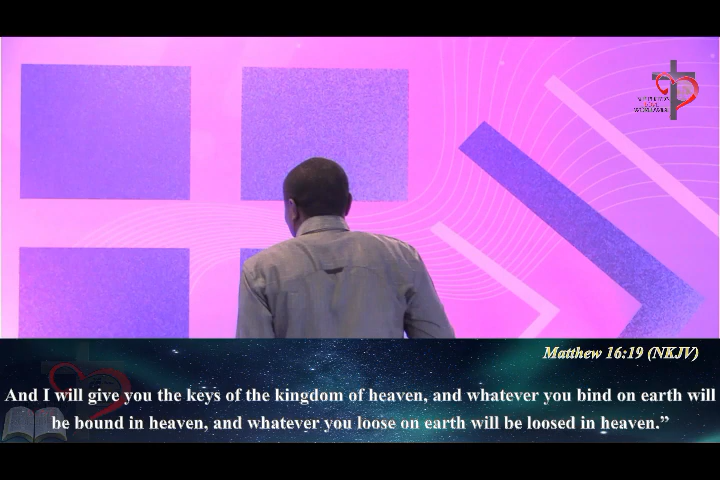 Matthew 16:19 (NKJV)
And I will give you the keys of the kingdom of heaven, and whatever you bind on earth will
be bound in heaven, and whatever you loose on earth will be loosed in heaven.”